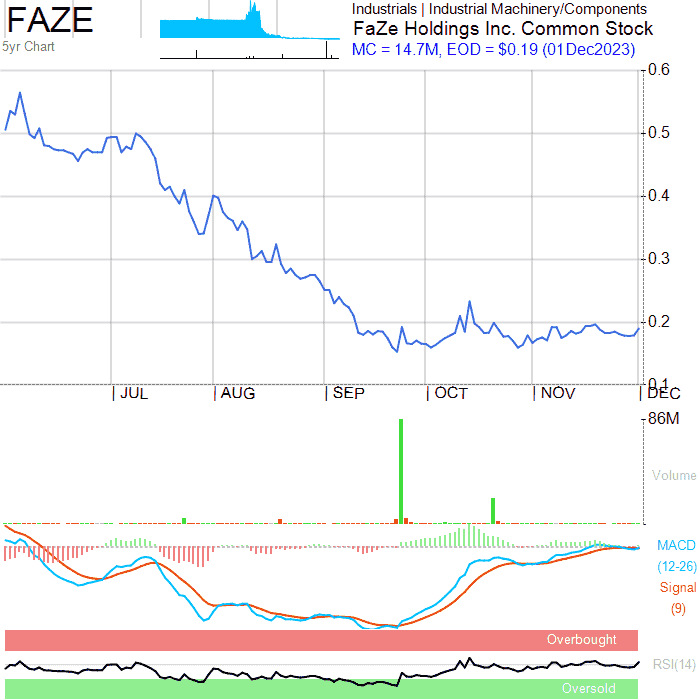 FAZE
5yr Chart
Industrials | Industrial Machinery/Components
FaZe Holdings Inc. Common Stock
MC = 14.7M, EOD = $0.19 (01Dec2023)
0.6
0.5
0.4
0.3
0.2
0.1
JUL AUG SEP OCT NOV DEC
86M
Volume
MACD
(12-26)
Signal
(9)
Overbought
RSI(14)
Oversold